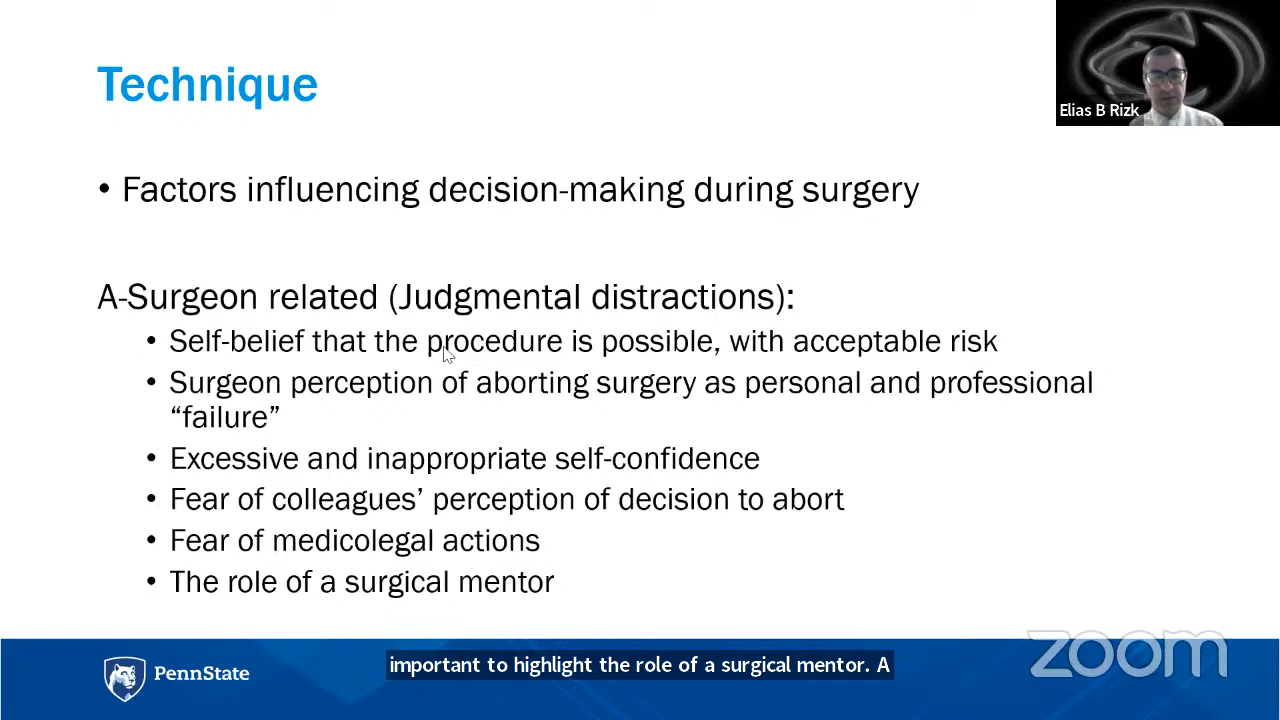 Technique
Elias B Rizk
• Factors influencing decision-making during surgery
A-Surgeon related (Judgmental distractions):
• Self-belief that the procedure is possible, with acceptable risk
• Surgeon perception of aborting surgery as personal and professional
“failure”
• Excessive and inappropriate self-confidence
• Fear of colleagues’ perception of decision to abort
• Fear of medicolegal actions
• The role of a surgical mentor
important to highlight the role of a surgical mentor. A
PennState
zoom